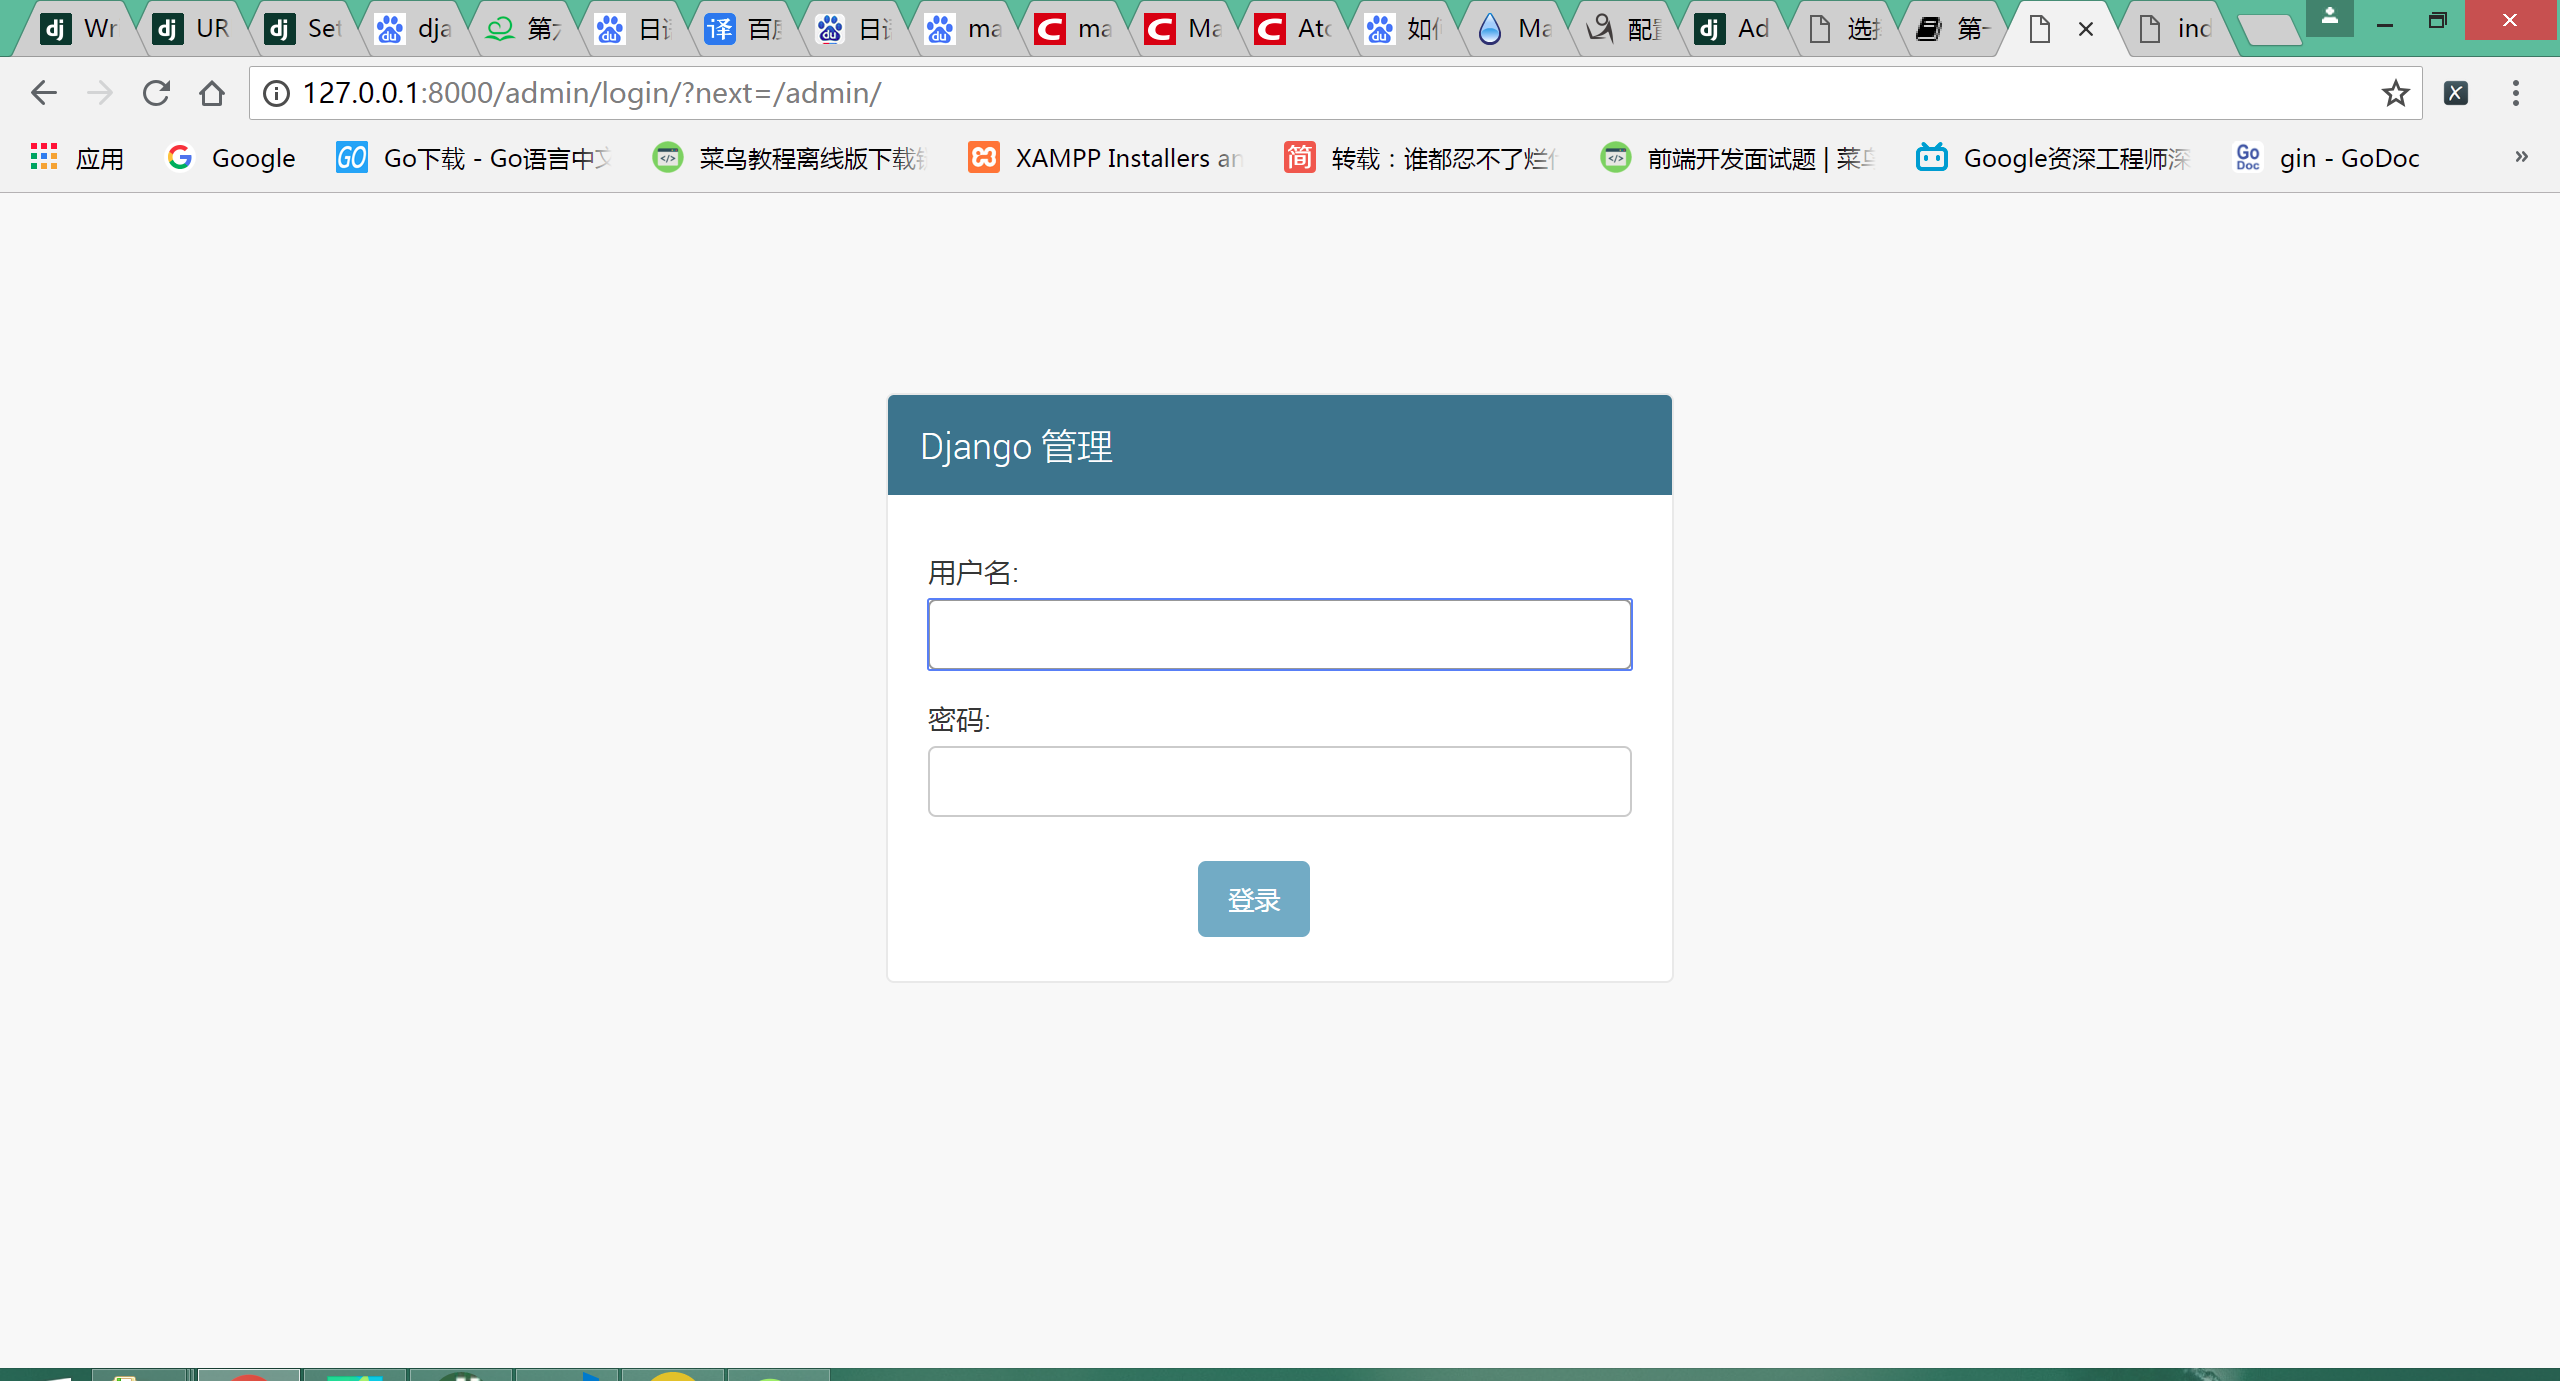 Wr UR Set dja 第 日 百 日 ma ma Ma Atc 如 Ma 配 Ad 选 第一 ind
127.0.0.1:8000/admin/login/?next=/admin/
应用 Google Go下载 - Go语言中文 菜鸟教程离线版下载 XAMPP Installers an 转载：谁都忍不了烂 前端开发面试题 | 菜 Google资深工程师深 gin - GoDoc »
Django 管理
用户名:
密码:
登录